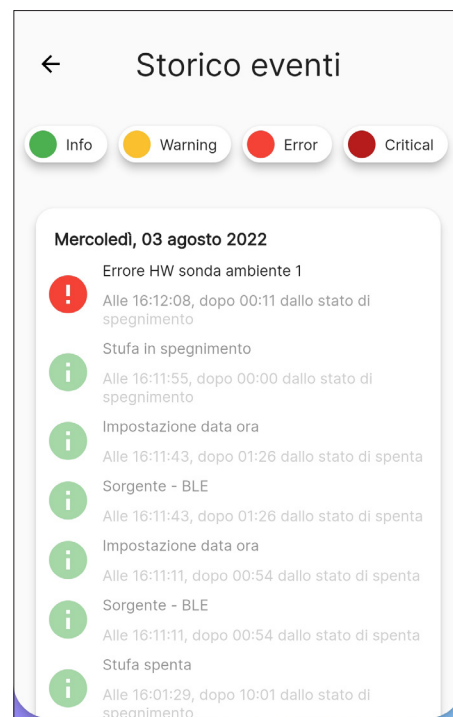 Storico eventi
Info
Warning
Error
Critical
Mercoledì, 03 agosto 2022
Errore HW sonda ambiente 1
Alle 16:12:08, dopo 00:11 dallo stato di
spegnimento
Stufa in spegnimento
Alle 16:11:55, dopo 00:00 dallo stato di
spegnimento
Impostazione data ora
Alle 16:11:43, dopo 01:26 dallo stato di spenta
Sorgente - BLE
Alle 16:11:43, dopo 01:26 dallo stato di spenta
Impostazione data ora
Alle 16:11:11, dopo 00:54 dallo stato di spenta
Sorgente - BLE
Alle 16:11:11, dopo 00:54 dallo stato di spenta
Stufa spenta
Alle 16:01:29, dopo 10:01 dallo stato di
spegnimento